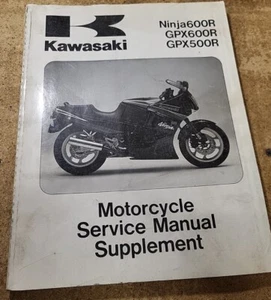 Kawasaki
Ninja600R
GPX600R
GPX500R
Motorcycle
Service Manual
Supplement